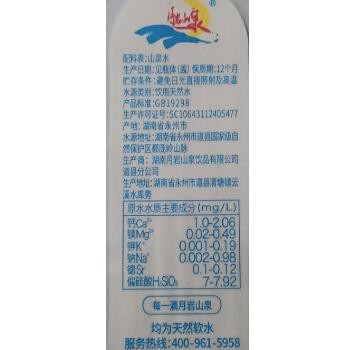 月岩山泉
配料表：山泉水
生产日期：见瓶体(盖) 保质期：12个月
贮存条件：避免日光直接照射及高温
水源类别：饮用天然水
产品标准号：GB19298
生产许可证号：SC10643112405477
产地：湖南省永州市
水源地址：湖南省永州市道县国家级自
然保护区都庞岭山脉
生产商：湖南月岩山泉饮品有限公司
道县分公司
生产地址：湖南省永州市道县清塘镇云
溪水库旁
原水水质主要成分(mg/L)
钙Ca²⁺ 1.0-2.06
镁Mg²⁺ 0.02-0.49
钾K⁺ 0.001-0.19
钠Na⁺ 0.002-0.98
锶Sr 0.1-0.12
偏硅酸H₂SiO₃ 7-7.92
每一滴月岩山泉
均为天然软水
服务热线：400-961-5958